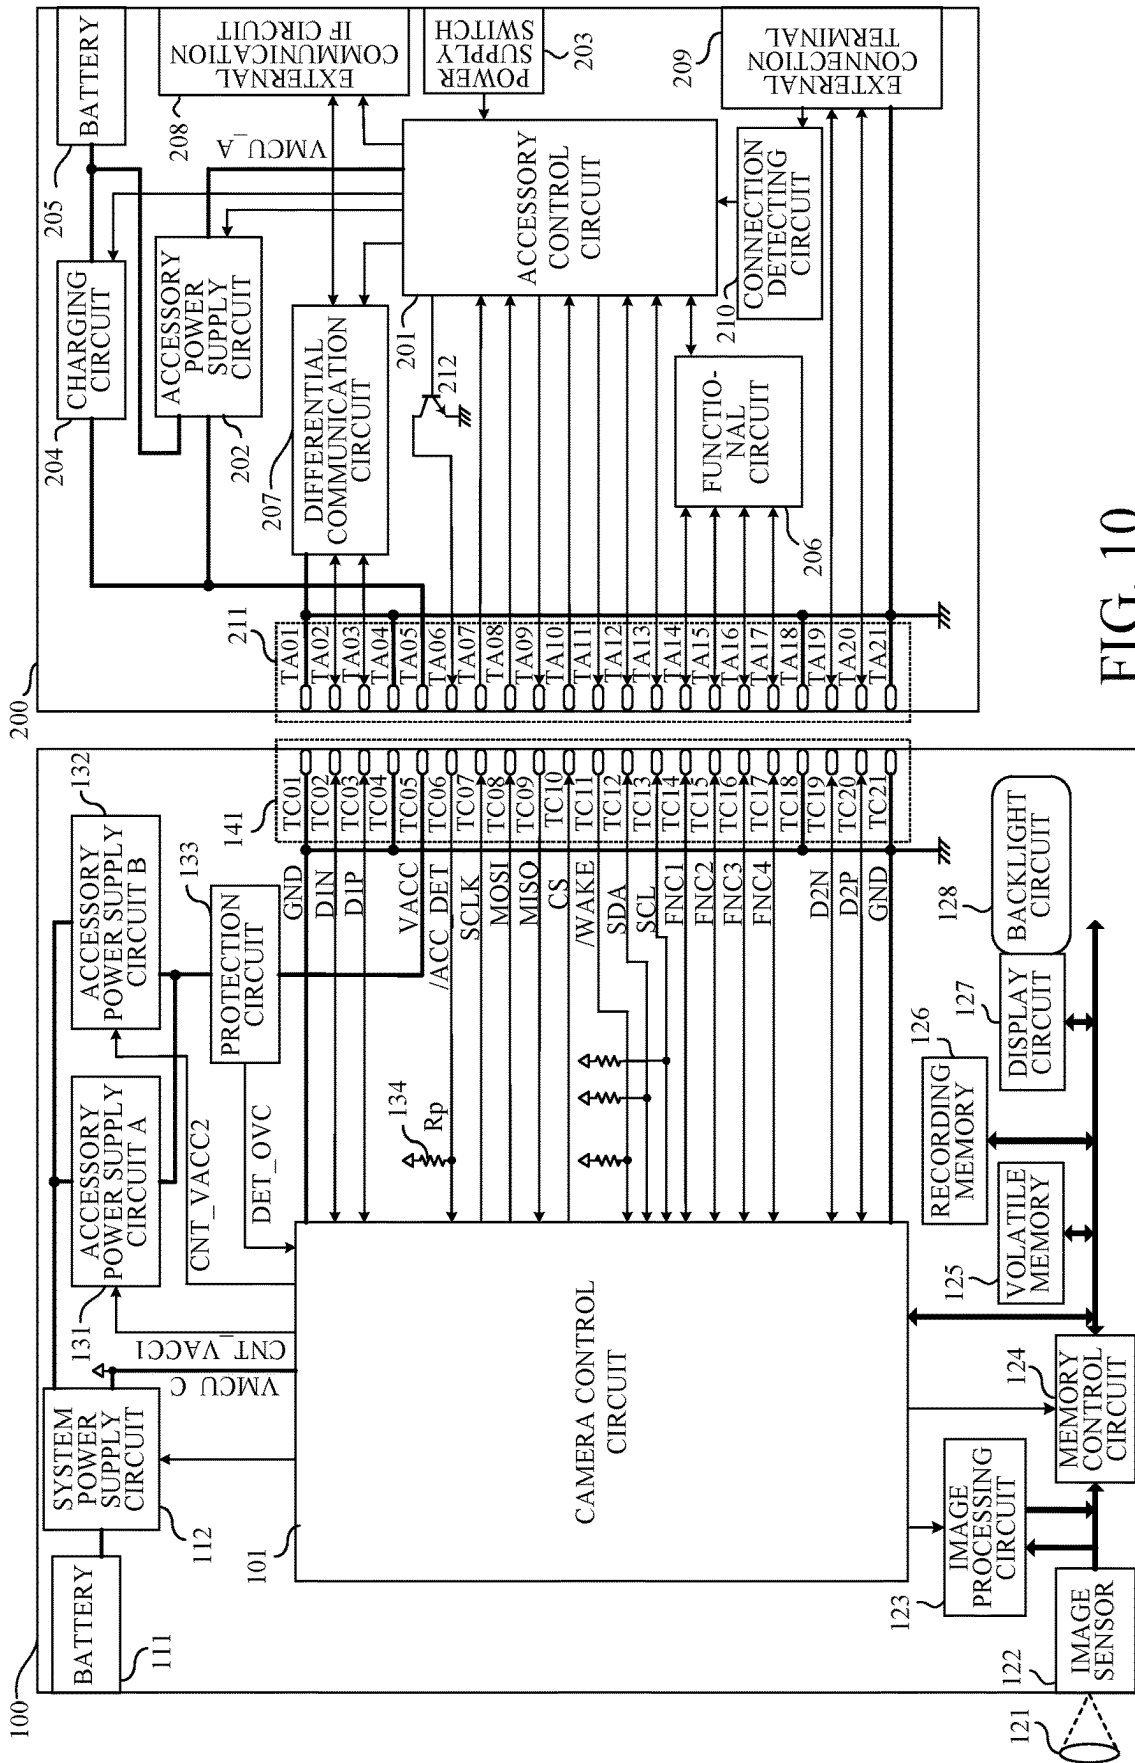 100
BATTERY
111
SYSTEM
POWER
SUPPLY
CIRCUIT
112
VMCU_C
CNT_VACC1
ACCESSORY
POWER SUPPLY
CIRCUIT A
131
CNT_VACC2
ACCESSORY
POWER SUPPLY
CIRCUIT B
132
PROTECTION
CIRCUIT
133
DET_OVC
101
CAMERA CONTROL
CIRCUIT
134
Rp
GND
D1N
D1P
VACC
/ACC_DET
SCLK
MOSI
MISO
CS
/WAKE
SDA
SCL
FNC1
FNC2
FNC3
FNC4
D2N
D2P
GND
141
TC01
TC02
TC03
TC04
TC05
TC06
TC07
TC08
TC09
TC10
TC11
TC12
TC13
TC14
TC15
TC16
TC17
TC18
TC19
TC20
TC21
121
122
IMAGE
SENSOR
123
IMAGE
PROCESSING
CIRCUIT
124
MEMORY
CONTROL
CIRCUIT
125
VOLATILE
MEMORY
126
RECORDING
MEMORY
127
DISPLAY
CIRCUIT
128
BACKLIGHT
CIRCUIT
200
211
TA01
TA02
TA03
TA04
TA05
TA06
TA07
TA08
TA09
TA10
TA11
TA12
TA13
TA14
TA15
TA16
TA17
TA18
TA19
TA20
TA21
204
CHARGING
CIRCUIT
205
BATTERY
202
ACCESSORY
POWER
SUPPLY
CIRCUIT
VMCU_A
207
DIFFERENTIAL
COMMUNICATION
CIRCUIT
208
EXTERNAL
COMMUNICATION
IF CIRCUIT
212
201
ACCESSORY
CONTROL
CIRCUIT
203
POWER
SUPPLY
SWITCH
206
FUNCTIO-
NAL
CIRCUIT
210
CONNECTION
DETECTING
CIRCUIT
209
EXTERNAL
CONNECTION
TERMINAL
FIG. 10